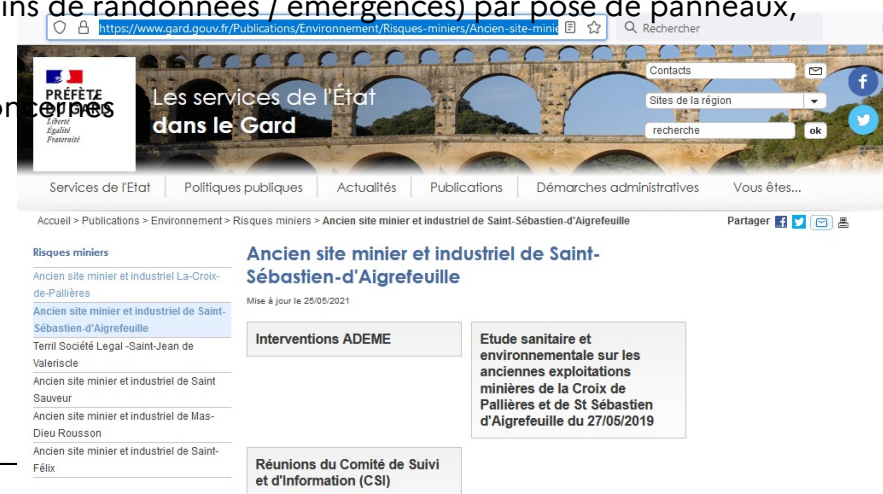 ins de randonnées / émergences) par pose de panneaux,
https://www.gard.gouv.fr/Publications/Environnement/Risques-miniers/Ancien-site-minie
Rechercher
Contacts
Sites de la région
recherche ok
PRÉFÈTE
DU GARD
Liberté
Égalité
Fraternité
oncernés
Les services de l'État
dans le Gard
Services de l'Etat Politiques publiques Actualités Publications Démarches administratives Vous êtes...
Accueil > Publications > Environnement > Risques miniers > Ancien site minier et industriel de Saint-Sébastien-d'Aigrefeuille
Partager
Risques miniers
Ancien site minier et industriel La-Croix-
de-Pallières
Ancien site minier et industriel de Saint-
Sébastien-d'Aigrefeuille
Terril Société Legal -Saint-Jean de
Valeriscle
Ancien site minier et industriel de Saint
Sauveur
Ancien site minier et industriel de Mas-
Dieu Rousson
Ancien site minier et industriel de Saint-
Félix
Ancien site minier et industriel de Saint-
Sébastien-d'Aigrefeuille
Mise à jour le 25/05/2021
Interventions ADEME
Etude sanitaire et
environnementale sur les
anciennes exploitations
minières de la Croix de
Pallières et de St Sébastien
d'Aigrefeuille du 27/05/2019
Réunions du Comité de Suivi
et d'Information (CSI)